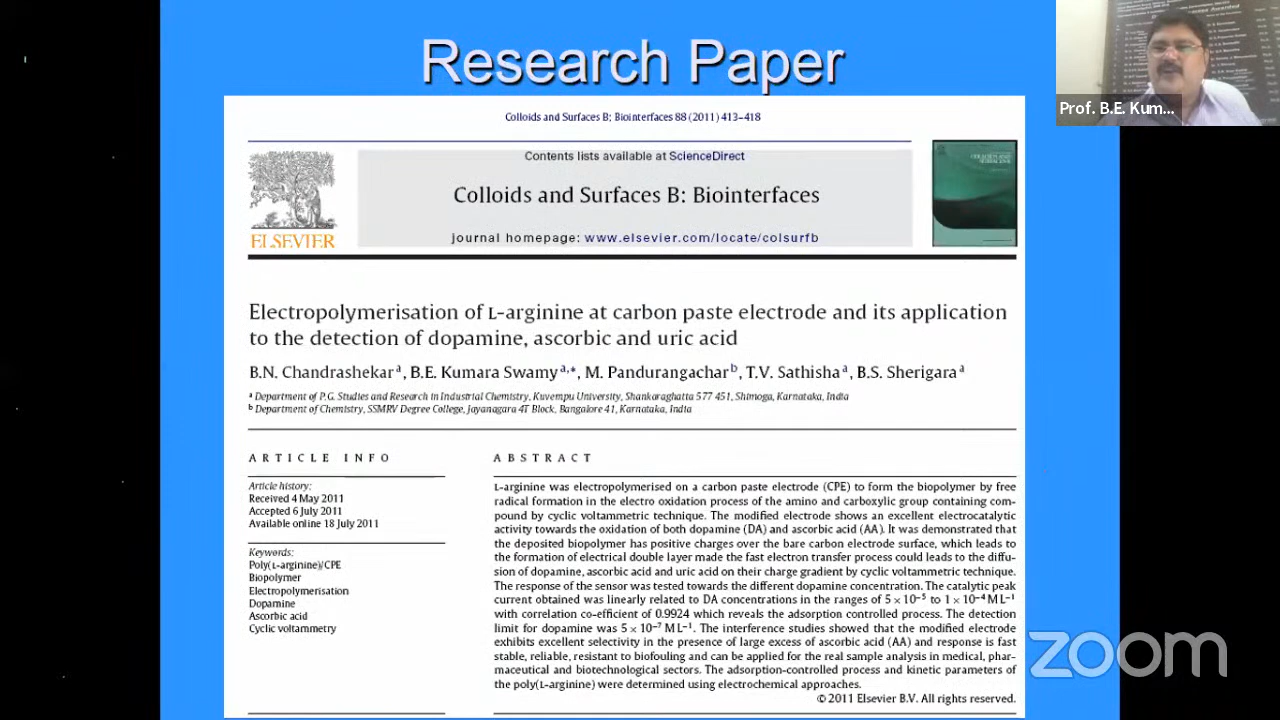 Research Paper
Prof. B.E. Kum...
Colloids and Surfaces B: Biointerfaces 88 (2011) 413–418
Contents lists available at ScienceDirect
Colloids and Surfaces B: Biointerfaces
journal homepage: www.elsevier.com/locate/colsurfb
ELSEVIER
Electropolymerisation of L-arginine at carbon paste electrode and its application
to the detection of dopamine, ascorbic and uric acid
B.N. Chandrashekar a, B.E. Kumara Swamy a,*, M. Pandurangachar b, T.V. Sathisha a, B.S. Sherigara a
a Department of P.G. Studies and Research in Industrial Chemistry, Kuvempu University, Shankaraghatta 577 451, Shimoga, Karnataka, India
b Department of Chemistry, SSMRV Degree College, Jayanagara 4T Block, Bangalore 41, Karnataka, India
ARTICLE INFO
Article history:
Received 4 May 2011
Accepted 6 July 2011
Available online 18 July 2011
Keywords:
Poly(L-arginine)/CPE
Biopolymer
Electropolymerisation
Dopamine
Ascorbic acid
Cyclic voltammetry
ABSTRACT
L-arginine was electropolymerised on a carbon paste electrode (CPE) to form the biopolymer by free
radical formation in the electro oxidation process of the amino and carboxylic group containing com-
pound by cyclic voltammetric technique. The modified electrode shows an excellent electrocatalytic
activity towards the oxidation of both dopamine (DA) and ascorbic acid (AA). It was demonstrated that
the deposited biopolymer has positive charges over the bare carbon electrode surface, which leads to
the formation of electrical double layer made the fast electron transfer process could leads to the diffu-
sion of dopamine, ascorbic acid and uric acid on their charge gradient by cyclic voltammetric technique.
The response of the sensor was tested towards the different dopamine concentration. The catalytic peak
current obtained was linearly related to DA concentrations in the ranges of 5 × 10⁻⁵ to 1 × 10⁻⁴ M L⁻¹
with correlation co-efficient of 0.9924 which reveals the adsorption controlled process. The detection
limit for dopamine was 5 × 10⁻⁷ M L⁻¹. The interference studies showed that the modified electrode
exhibits excellent selectivity in the presence of large excess of ascorbic acid (AA) and response is fast
stable, reliable, resistant to biofouling and can be applied for the real sample analysis in medical, phar-
maceutical and biotechnological sectors. The adsorption-controlled process and kinetic parameters of
the poly(L-arginine) were determined using electrochemical approaches.
© 2011 Elsevier B.V. All rights reserved.
zoom